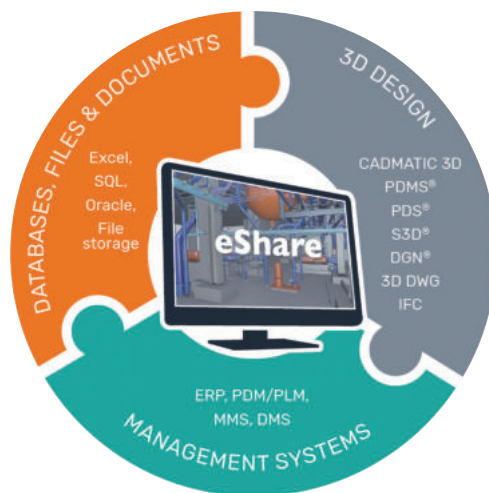 DATABASES, FILES & DOCUMENTS
Excel,
SQL,
Oracle,
File
storage
3D DESIGN
CADMATIC 3D
PDMS®
PDS®
S3D®
DGN®
3D DWG
IFC
eShare
ERP, PDM/PLM,
MMS, DMS
MANAGEMENT SYSTEMS